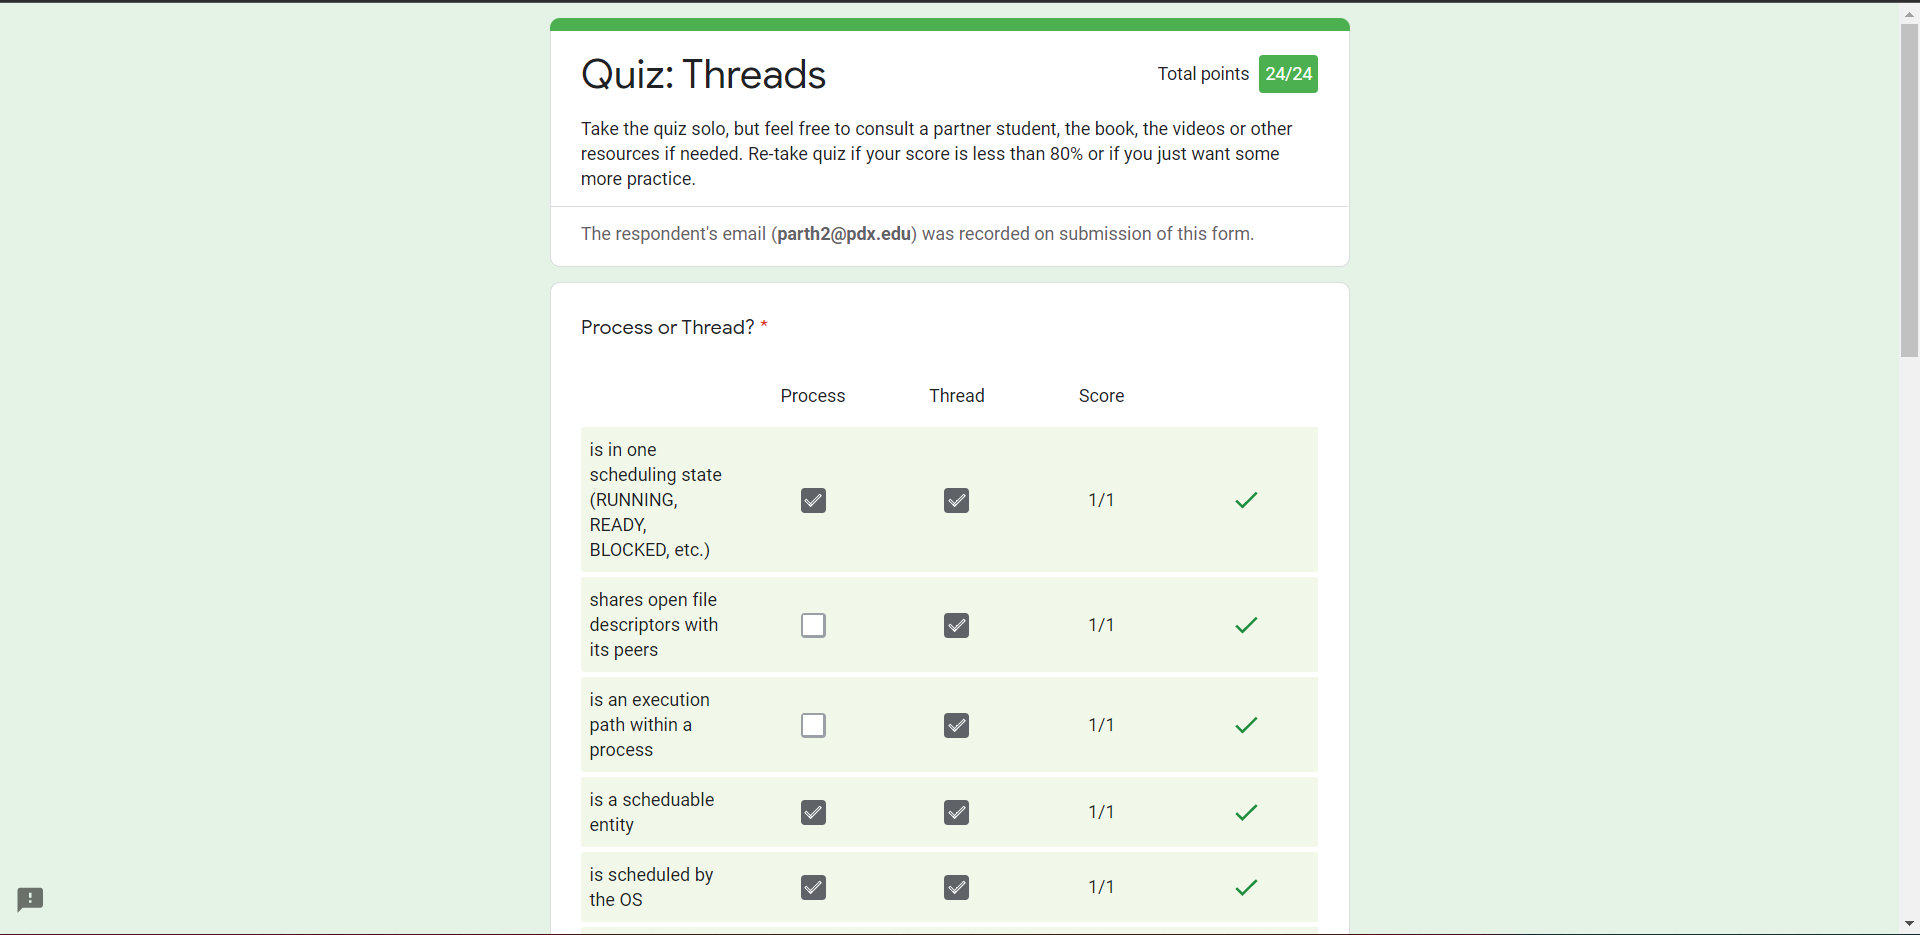 Quiz: Threads
Total points 24/24
Take the quiz solo, but feel free to consult a partner student, the book, the videos or other
resources if needed. Re-take quiz if your score is less than 80% or if you just want some
more practice.
The respondent's email (parth2@pdx.edu) was recorded on submission of this form.
Process or Thread? *
Process Thread Score
is in one
scheduling state
(RUNNING,
READY,
BLOCKED, etc.)
1/1
shares open file
descriptors with
its peers
1/1
is an execution
path within a
process
1/1
is a scheduable
entity
1/1
is scheduled by
the OS
1/1